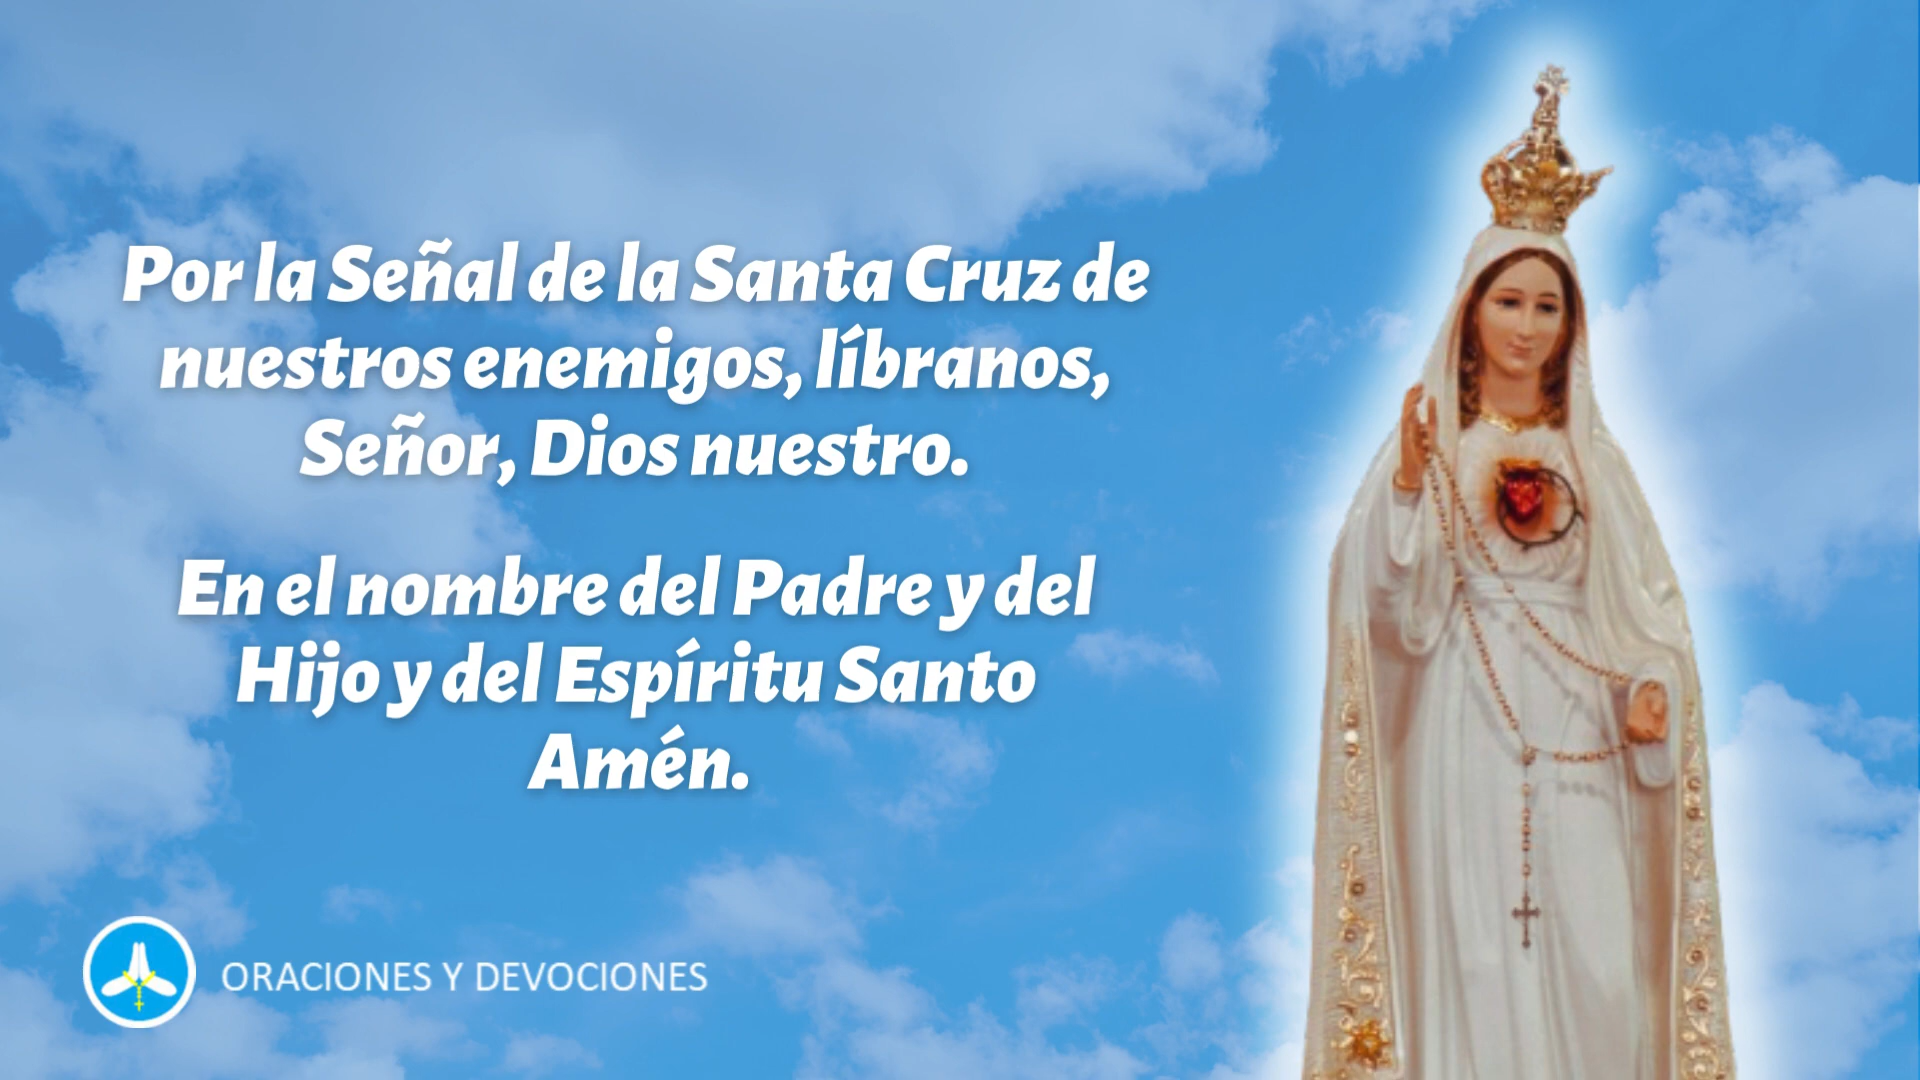 Por la Señal de la Santa Cruz de
nuestros enemigos, líbranos,
Señor, Dios nuestro.
En el nombre del Padre y del
Hijo y del Espíritu Santo
Amén.
ORACIONES Y DEVOCIONES